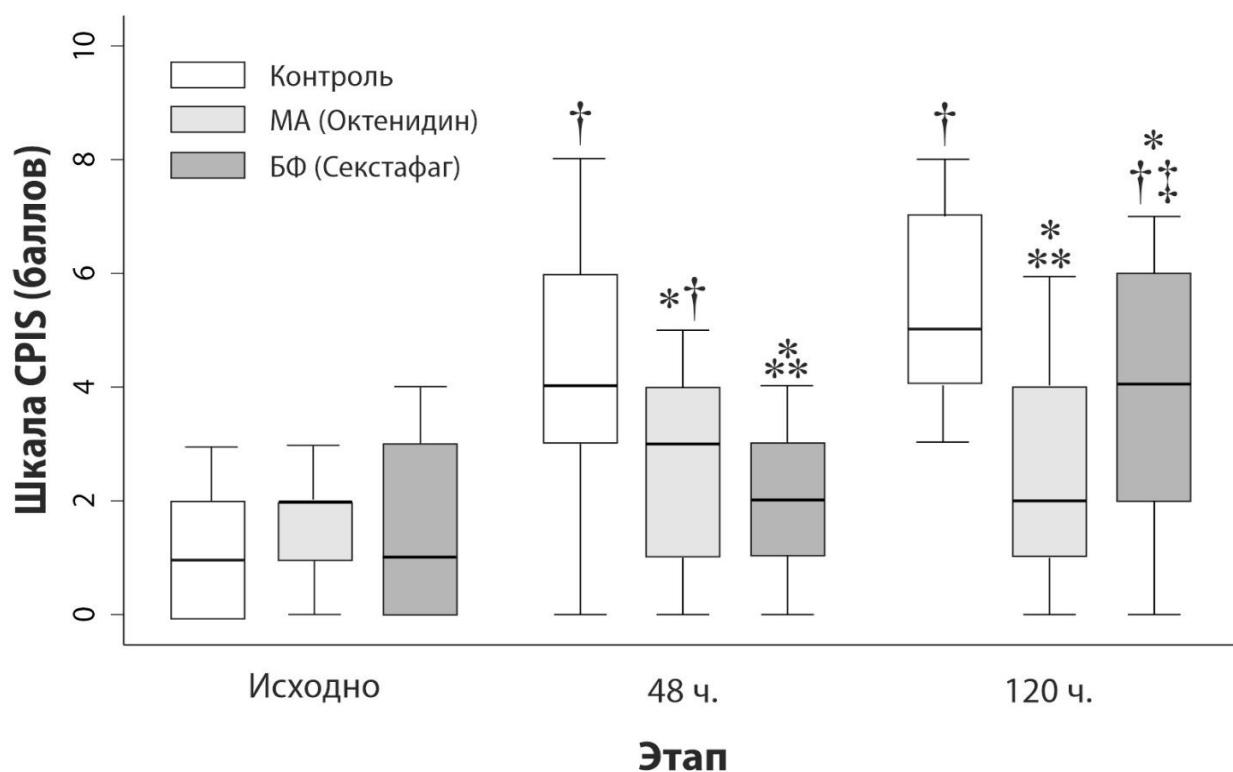 Шкала CPIS (баллов)
10
8
6
4
2
0
Контроль
МА (Октенидин)
БФ (Секстафаг)
†
*†
*
**
†
*
**
*
†‡
Исходно
48 ч.
120 ч.
Этап